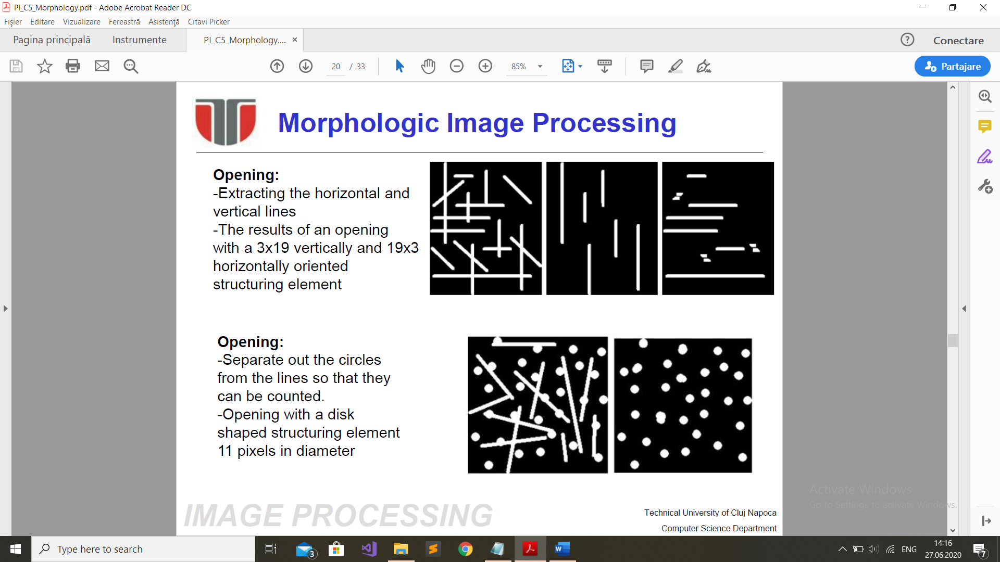 PI_C5_Morphology.pdf - Adobe Acrobat Reader DC
Fişier Editare Vizualizare Fereastră Asistenţă Citavi Picker
Pagina principală Instrumente PI_C5_Morphology.... × ? Conectare
20 / 33 85% Partajare
Morphologic Image Processing
Opening:
-Extracting the horizontal and
vertical lines
-The results of an opening
with a 3x19 vertically and 19x3
horizontally oriented
structuring element
Opening:
-Separate out the circles
from the lines so that they
can be counted.
-Opening with a disk
shaped structuring element
11 pixels in diameter
Activate Windows
Go to Settings to activate Windows.
IMAGE PROCESSING
Technical University of Cluj Napoca
Computer Science Department
Type here to search
3
ENG
14:16
27.06.2020
7